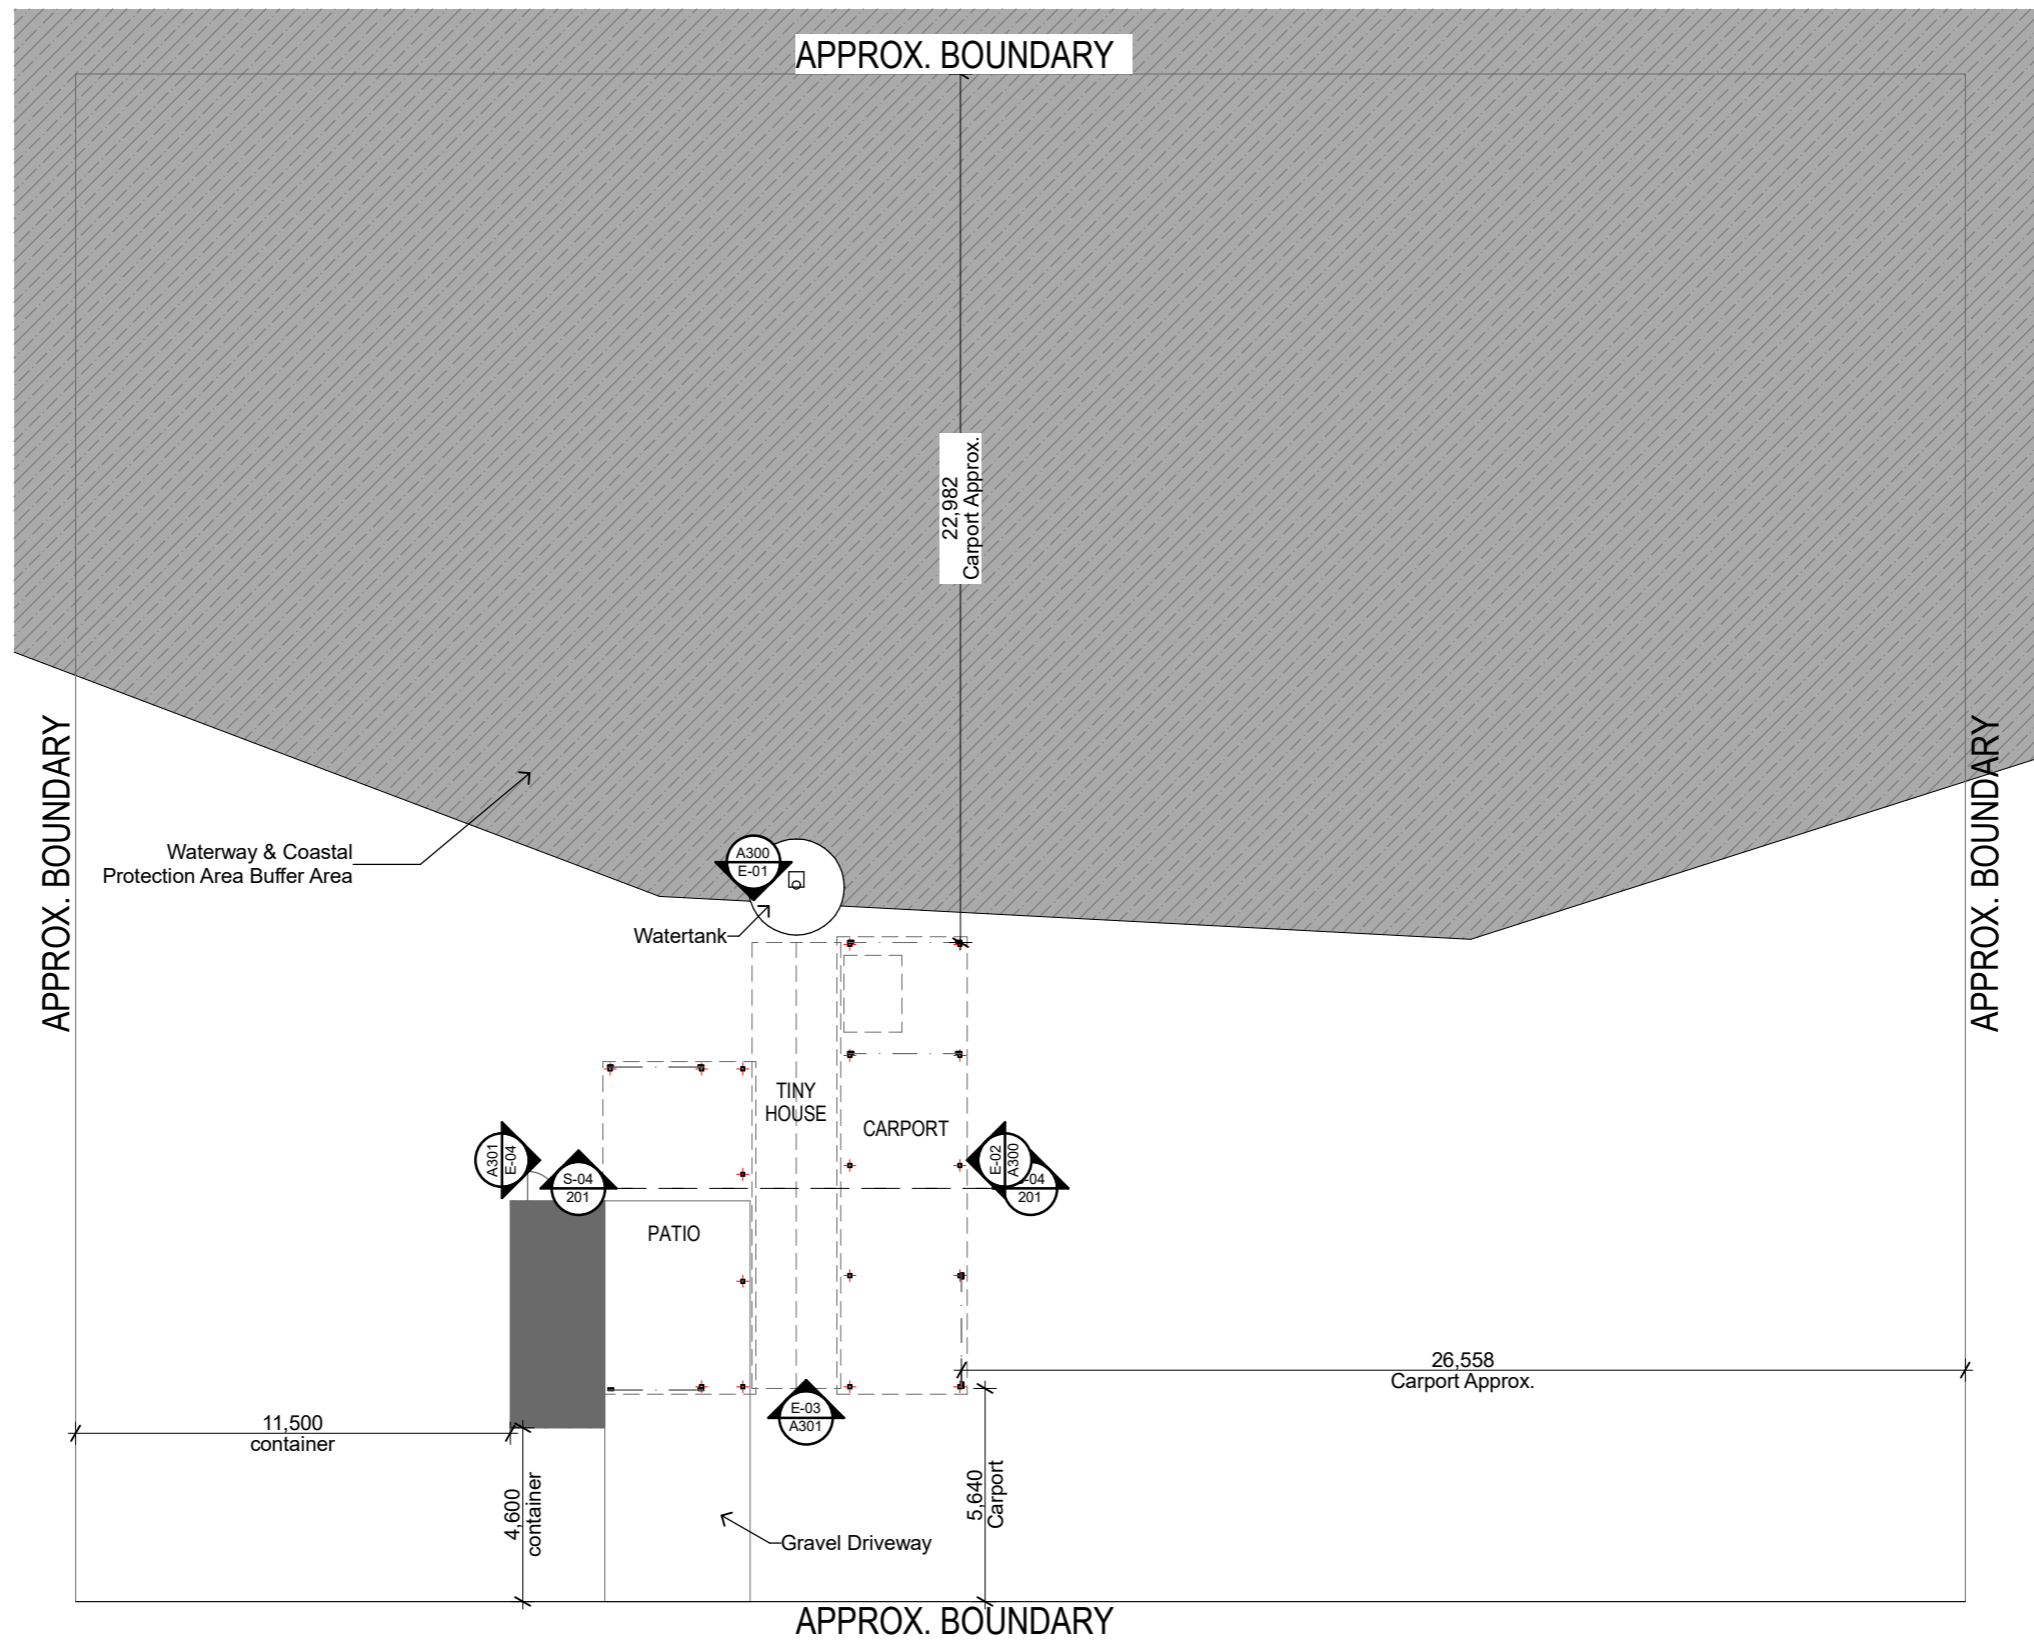 APPROX. BOUNDARY
22,982
Carport Approx.
APPROX. BOUNDARY
APPROX. BOUNDARY
Waterway & Coastal
Protection Area Buffer Area
A300
E-01
Watertank
TINY
HOUSE
CARPORT
A301
E-04
S-04
201
E-02
A300
-04
201
PATIO
26,558
Carport Approx.
11,500
container
E-03
A301
4,600
container
5,640
Carport
Gravel Driveway
APPROX. BOUNDARY